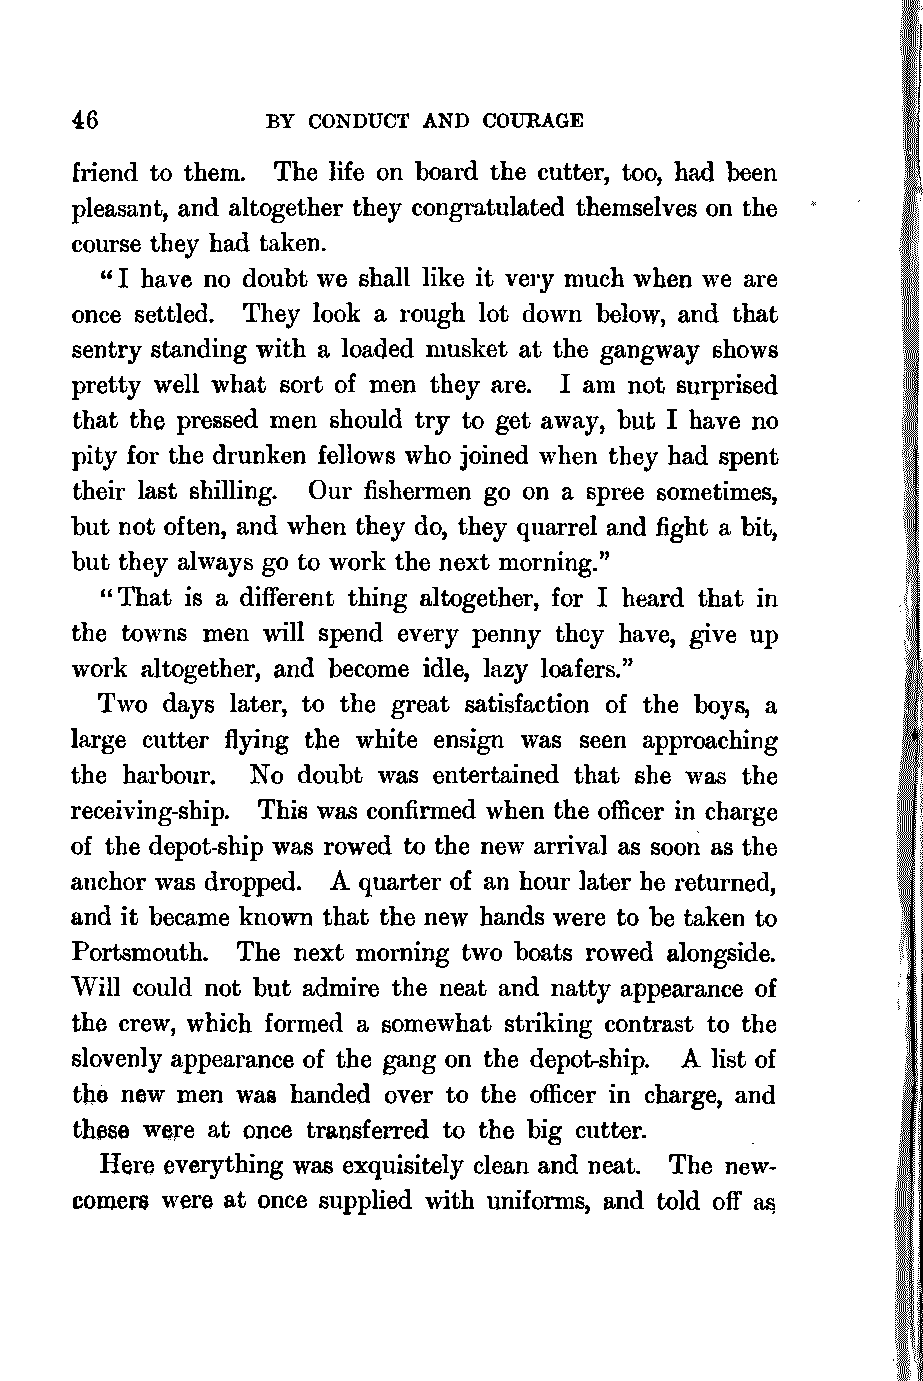 46 BY CONDUCT AND COURAGE
friend to them. The life on board the cutter, too, had been
pleasant, and altogether they congratulated themselves on the
course they had taken.
"I have no doubt we shall like it very much when we are
once settled. They look a rough lot down below, and that
sentry standing with a loaded musket at the gangway shows
pretty well what sort of men they are. I am not surprised
that the pressed men should try to get away, but I have no
pity for the drunken fellows who joined when they had spent
their last shilling. Our fishermen go on a spree sometimes,
but not often, and when they do, they quarrel and fight a bit,
but they always go to work the next morning."
"That is a different thing altogether, for I heard that in
the towns men will spend every penny they have, give up
work altogether, and become idle, lazy loafers."
Two days later, to the great satisfaction of the boys, a
large cutter flying the white ensign was seen approaching
the harbour. No doubt was entertained that she was the
receiving-ship. This was confirmed when the officer in charge
of the depot-ship was rowed to the new arrival as soon as the
anchor was dropped. A quarter of an hour later he returned,
and it became known that the new hands were to be taken to
Portsmouth. The next morning two boats rowed alongside.
Will could not but admire the neat and natty appearance of
the crew, which formed a somewhat striking contrast to the
slovenly appearance of the gang on the depot-ship. A list of
the new men was handed over to the officer in charge, and
these were at once transferred to the big cutter.
Here everything was exquisitely clean and neat. The new-
comers were at once supplied with uniforms, and told off as